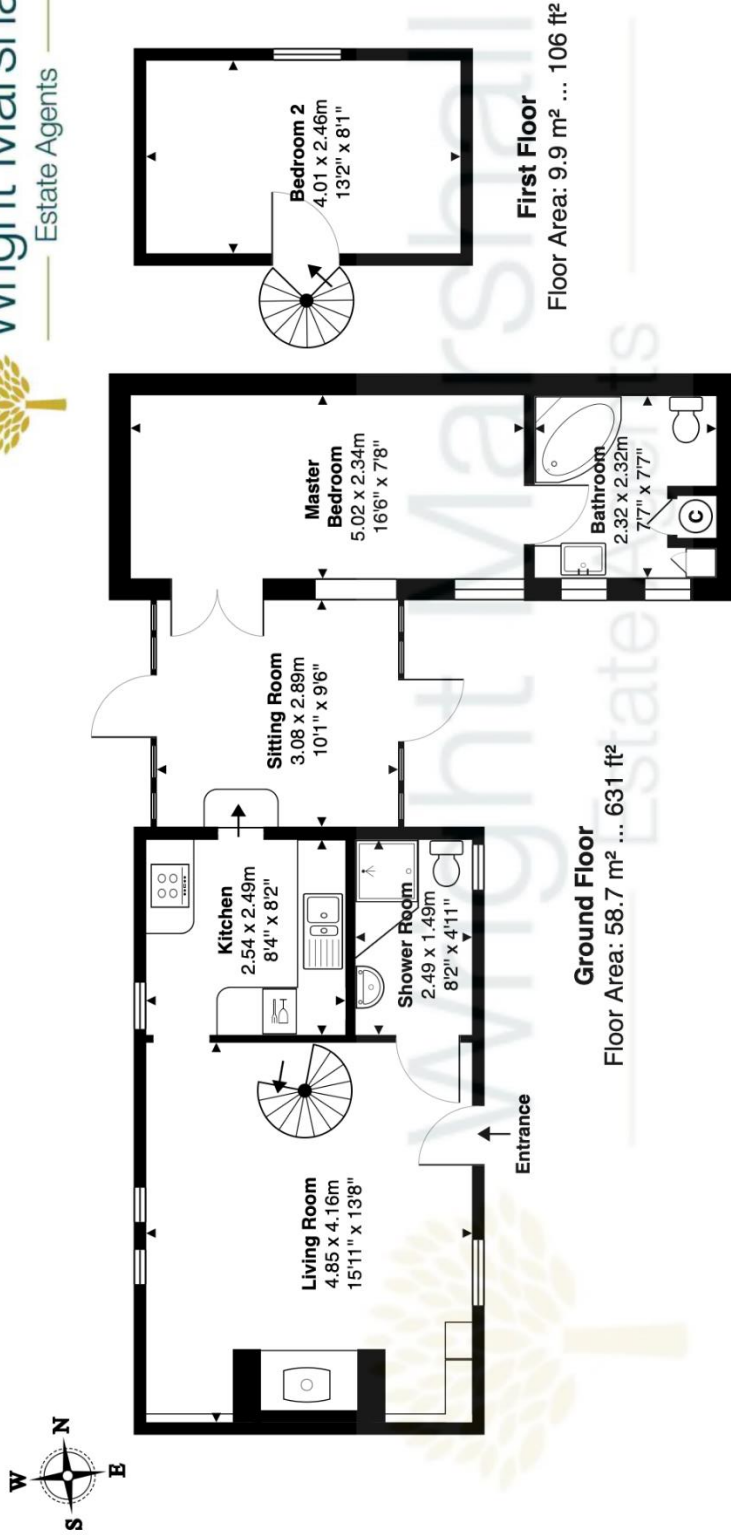 Wright Marshall
Estate Agents
W
N
S
E
Living Room
4.85 x 4.16m
15'11" x 13'8"
Kitchen
2.54 x 2.49m
8'4" x 8'2"
Shower Room
2.49 x 1.49m
8'2" x 4'11"
Entrance
Sitting Room
3.08 x 2.89m
10'1" x 9'6"
Master
Bedroom
5.02 x 2.34m
16'6" x 7'8"
Bathroom
2.32 x 2.32m
7'7" x 7'7"
C
Ground Floor
Floor Area: 58.7 m² ... 631 ft²
Bedroom 2
4.01 x 2.46m
13'2" x 8'1"
First Floor
Floor Area: 9.9 m² ... 106 ft²
Wright Marshall
Estate Agents